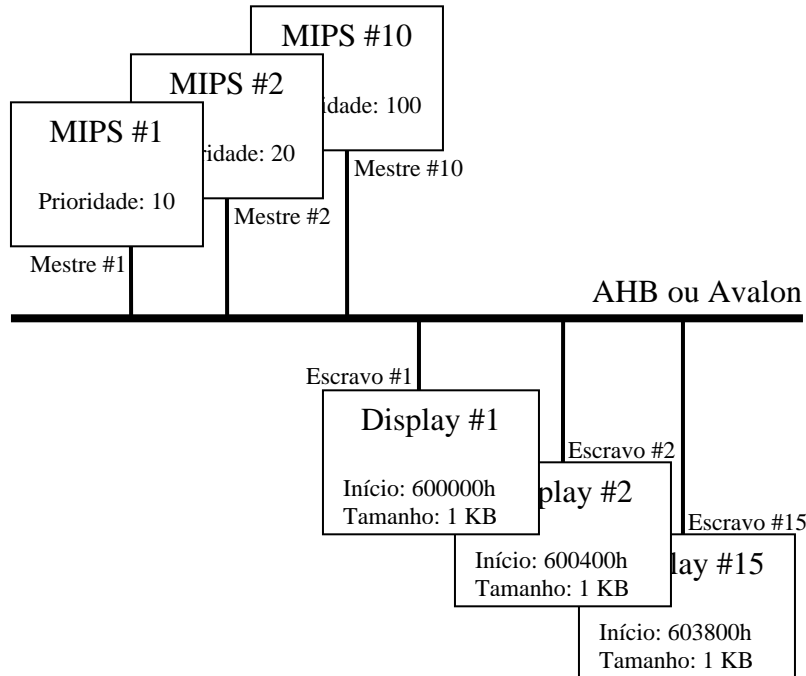 MIPS #10
idade: 100
Mestre #10
MIPS #2
ridade: 20
Mestre #2
MIPS #1
Prioridade: 10
Mestre #1
AHB ou Avalon
Escravo #1
Display #1
Início: 600000h
Tamanho: 1 KB
Escravo #2
play #2
Início: 600400h
Tamanho: 1 KB
Escravo #15
lay #15
Início: 603800h
Tamanho: 1 KB